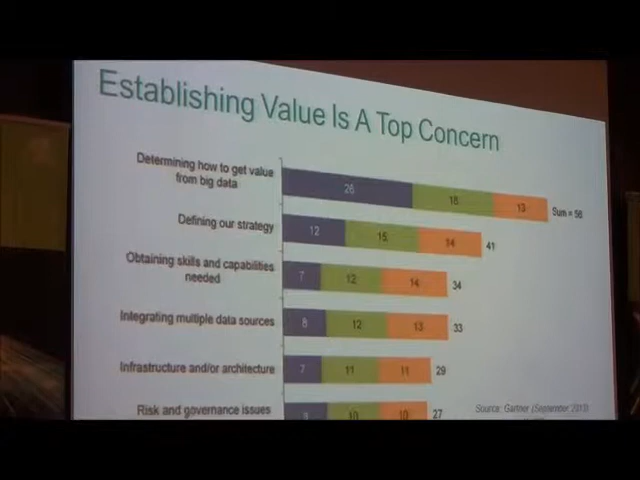 Establishing Value Is A Top Concern
Determining how to get value
from big data
26 18 13 Sum = 56
Defining our strategy
12 15 14 41
Obtaining skills and capabilities
needed
7 12 14 34
Integrating multiple data sources
8 12 13 33
Infrastructure and/or architecture
7 11 11 29
Risk and governance issues
10 10 27
Source: Gartner (September 2013)